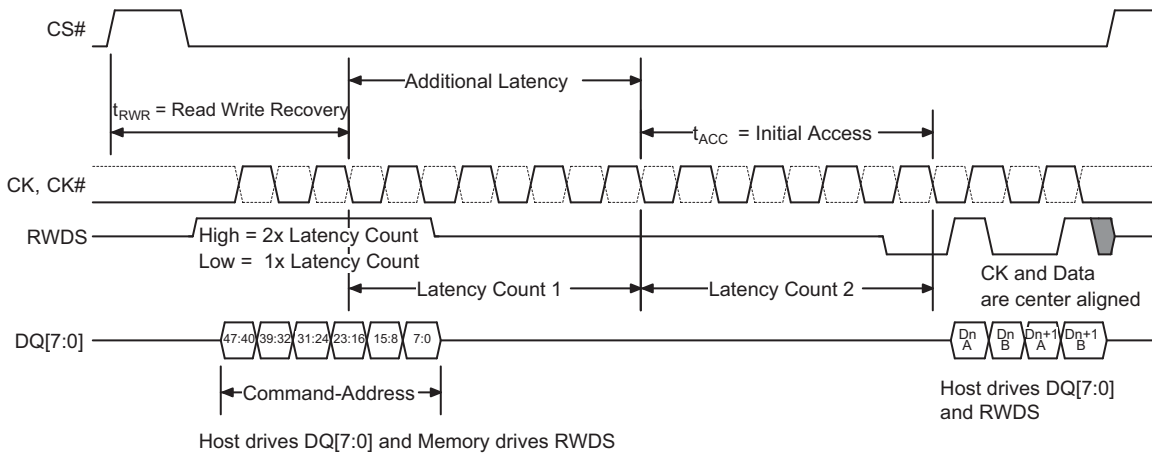 CS#
Additional Latency
tRWR = Read Write Recovery
tACC = Initial Access
CK, CK#
RWDS
High = 2x Latency Count
Low = 1x Latency Count
CK and Data
are center aligned
Latency Count 1
Latency Count 2
DQ[7:0]
47:40 39:32 31:24 23:16 15:8 7:0
Dn A
Dn B
Dn+1 A
Dn+1 B
Command-Address
Host drives DQ[7:0]
and RWDS
Host drives DQ[7:0] and Memory drives RWDS